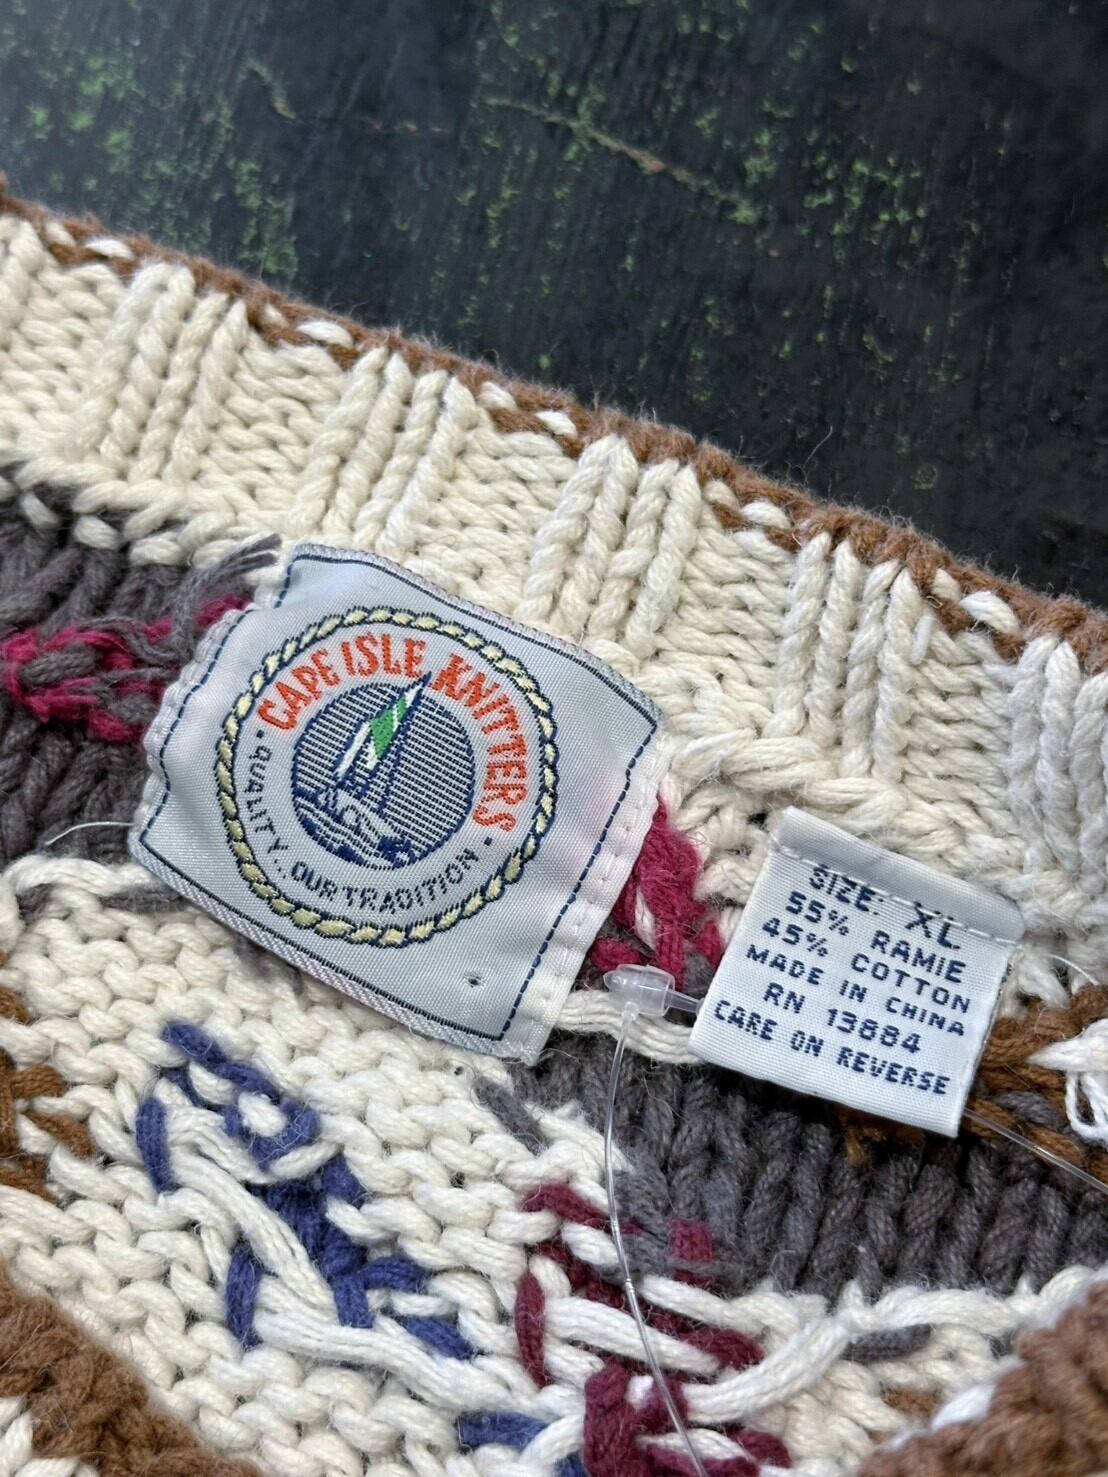 CAPE ISLE KNITTERS
• QUALITY..OUR TRADITION •
SIZE: XL
55% RAMIE
45% COTTON
MADE IN CHINA
RN 13884
CARE ON REVERSE